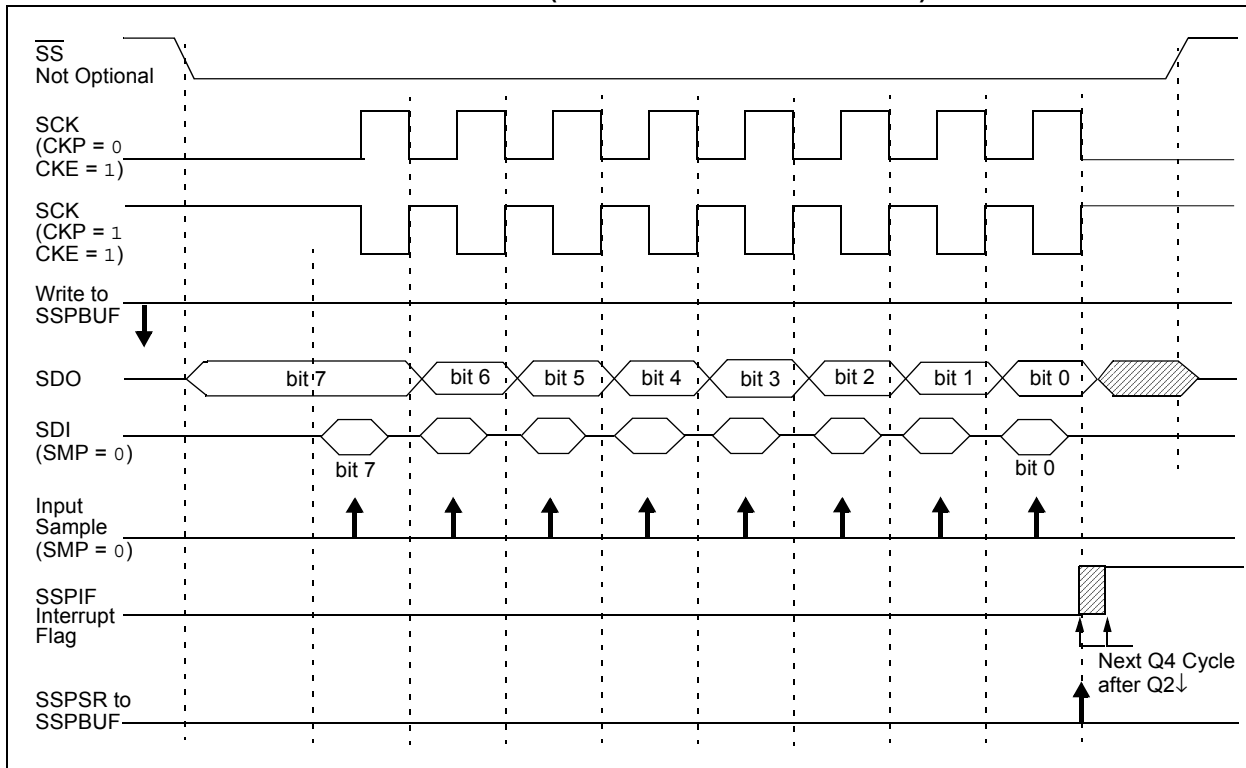 SS
Not Optional
SCK
(CKP = 0
CKE = 1)
SCK
(CKP = 1
CKE = 1)
Write to
SSPBUF
SDO
bit 7 bit 6 bit 5 bit 4 bit 3 bit 2 bit 1 bit 0
SDI
(SMP = 0)
bit 7 bit 0
Input
Sample
(SMP = 0)
SSPIF
Interrupt
Flag
Next Q4 Cycle
after Q2↓
SSPSR to
SSPBUF